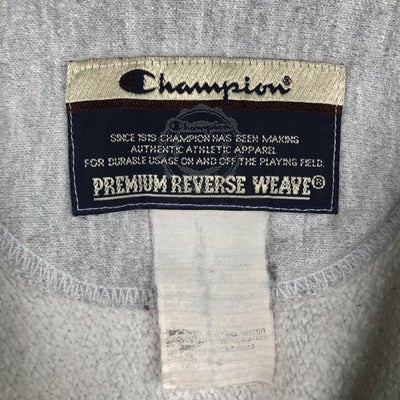 Champion®
SINCE 1919 CHAMPION HAS BEEN MAKING
AUTHENTIC ATHLETIC APPAREL
FOR DURABLE USAGE ON AND OFF THE PLAYING FIELD.
PREMIUM REVERSE WEAVE®